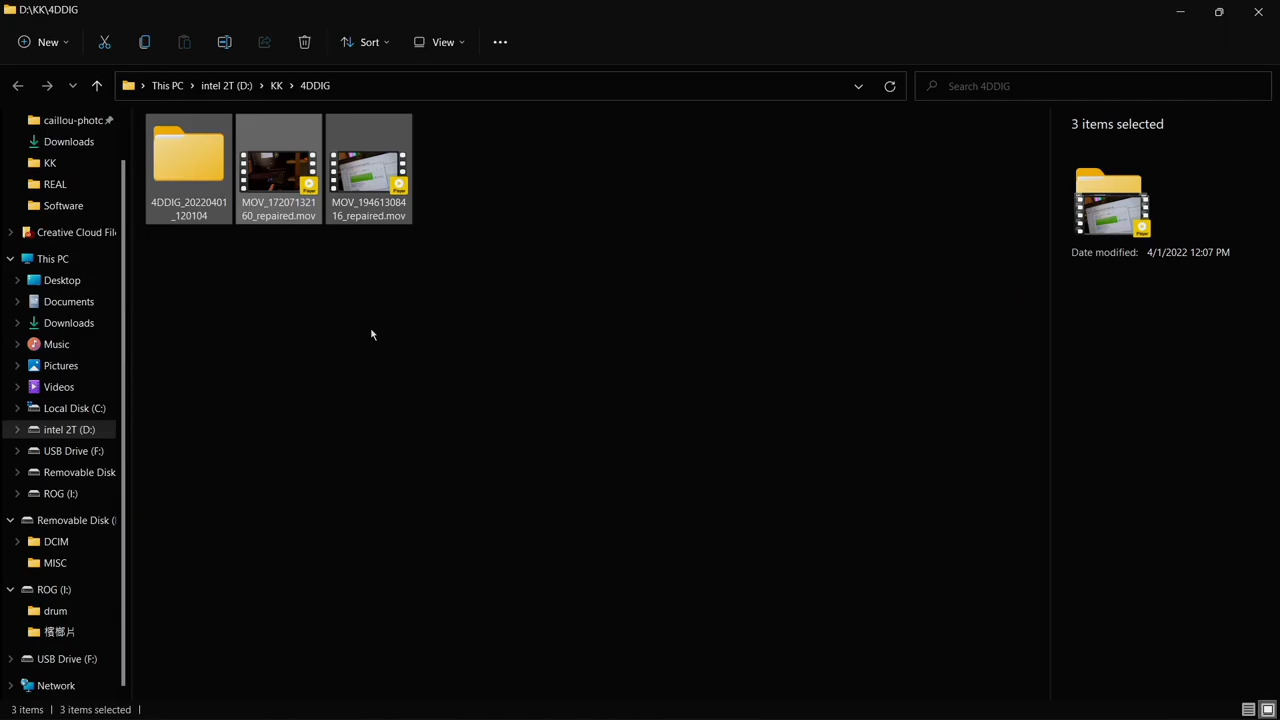 D:\KK\4DDIG
New
Sort
View
This PC
intel 2T (D:)
KK
4DDIG
Search 4DDIG
caillou-photc
Downloads
KK
REAL
Software
Creative Cloud File
This PC
Desktop
Documents
Downloads
Music
Pictures
Videos
Local Disk (C:)
intel 2T (D:)
USB Drive (F:)
Removable Disk
ROG (I:)
Removable Disk (
DCIM
MISC
ROG (I:)
drum
檳榔片
USB Drive (F:)
Network
4DDIG_20220401
_120104
MOV_172071321
60_repaired.mov
MOV_194613084
16_repaired.mov
3 items selected
Date modified: 4/1/2022 12:07 PM
3 items
3 items selected